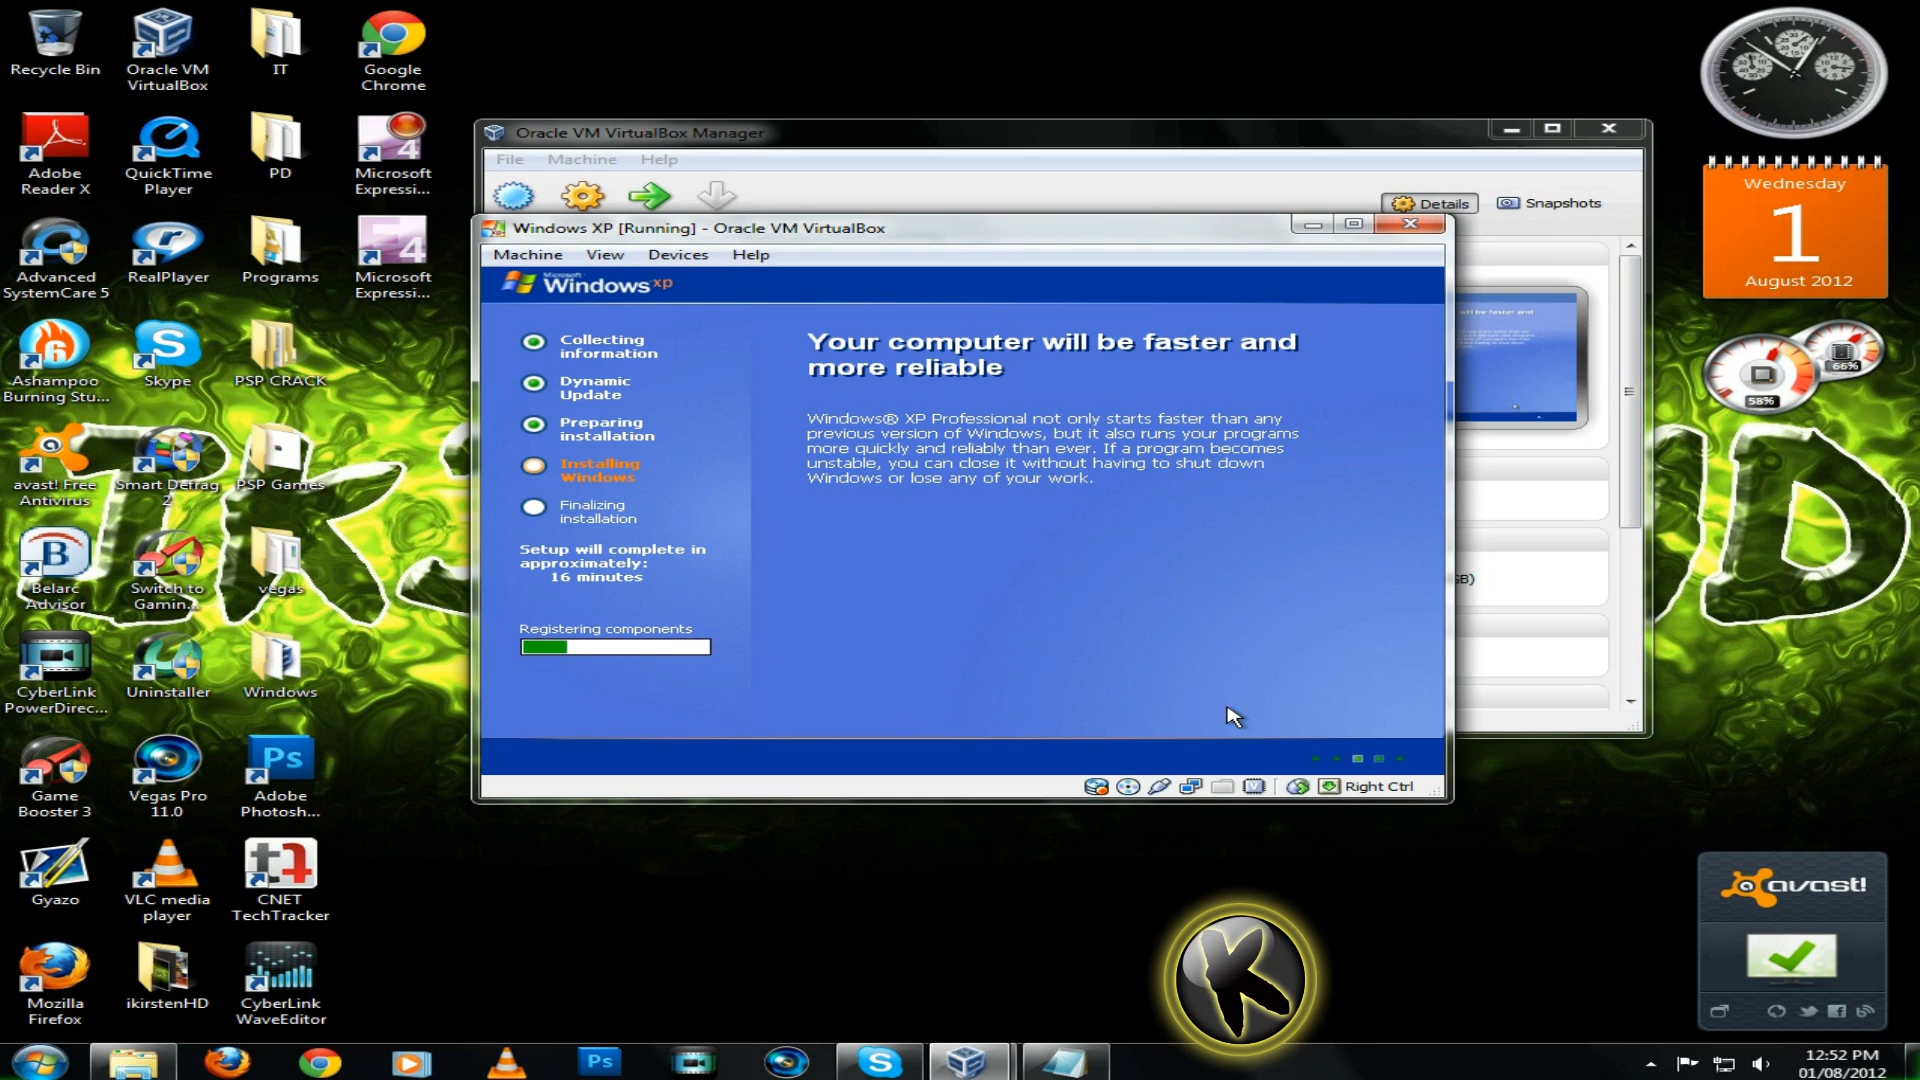 Recycle Bin
Oracle VM
VirtualBox
IT
Google
Chrome
Adobe
Reader X
QuickTime
Player
PD
Microsoft
Expressi...
Advanced
SystemCare 5
RealPlayer
Programs
Microsoft
Expressi...
Ashampoo
Burning Stu...
Skype
PSP CRACK
avast! Free
Antivirus
Smart Defrag
2
PSP Games
Belarc
Advisor
Switch to
Gamin...
vegas
CyberLink
PowerDirec...
Uninstaller
Windows
Game
Booster 3
Vegas Pro
11.0
Adobe
Photosh...
Gyazo
VLC media
player
CNET
TechTracker
Mozilla
Firefox
ikirstenHD
CyberLink
WaveEditor
Oracle VM VirtualBox Manager
File Machine Help
Details
Snapshots
Windows XP [Running] - Oracle VM VirtualBox
Machine View Devices Help
Microsoft
Windows xp
Collecting
information
Dynamic
Update
Preparing
installation
Installing
Windows
Finalizing
installation
Setup will complete in
approximately:
16 minutes
Registering components
Your computer will be faster and
more reliable
Windows® XP Professional not only starts faster than any
previous version of Windows, but it also runs your programs
more quickly and reliably than ever. If a program becomes
unstable, you can close it without having to shut down
Windows or lose any of your work.
Right Ctrl
Wednesday
1
August 2012
66%
58%
avast!
K
Ps
12:52 PM
01/08/2012